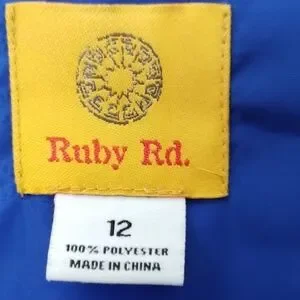 Ruby Rd.
12
100% POLYESTER
MADE IN CHINA